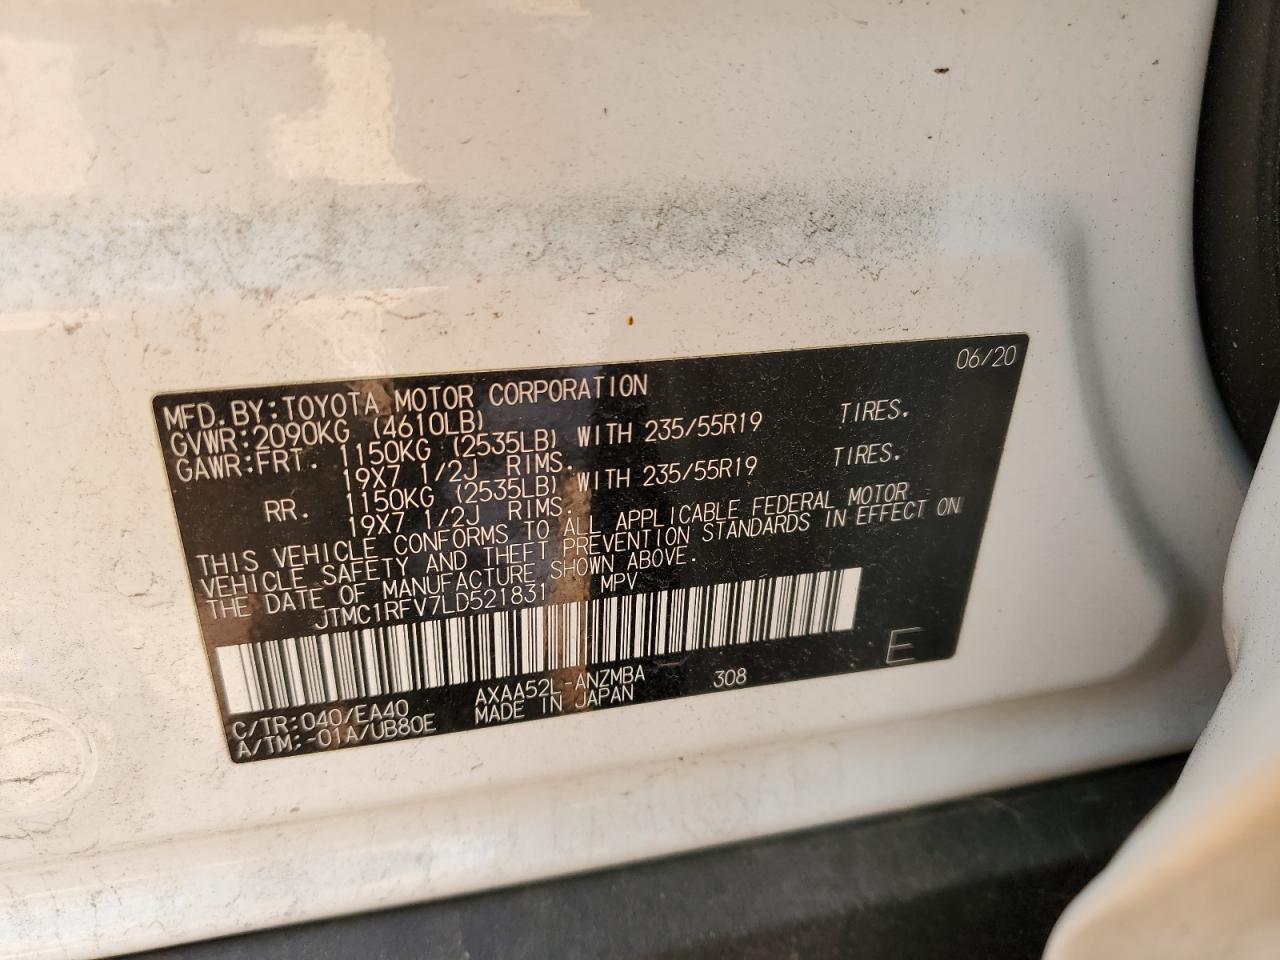 06/20
MFD.BY:TOYOTA MOTOR CORPORATION
GVWR:2090KG (4610LB)
GAWR:FRT. 1150KG (2535LB) WITH 235/55R19 TIRES.
19X7 1/2J RIMS.
RR. 1150KG (2535LB) WITH 235/55R19 TIRES.
19X7 1/2J RIMS.
THIS VEHICLE CONFORMS TO ALL APPLICABLE FEDERAL MOTOR
VEHICLE SAFETY AND THEFT PREVENTION STANDARDS IN EFFECT ON
THE DATE OF MANUFACTURE SHOWN ABOVE.
JTMC1RFV7LD521831 MPV
C/TR:040/EA40 AXAA52L-ANZMBA 308 E
A/TM:-01A/UB80E MADE IN JAPAN